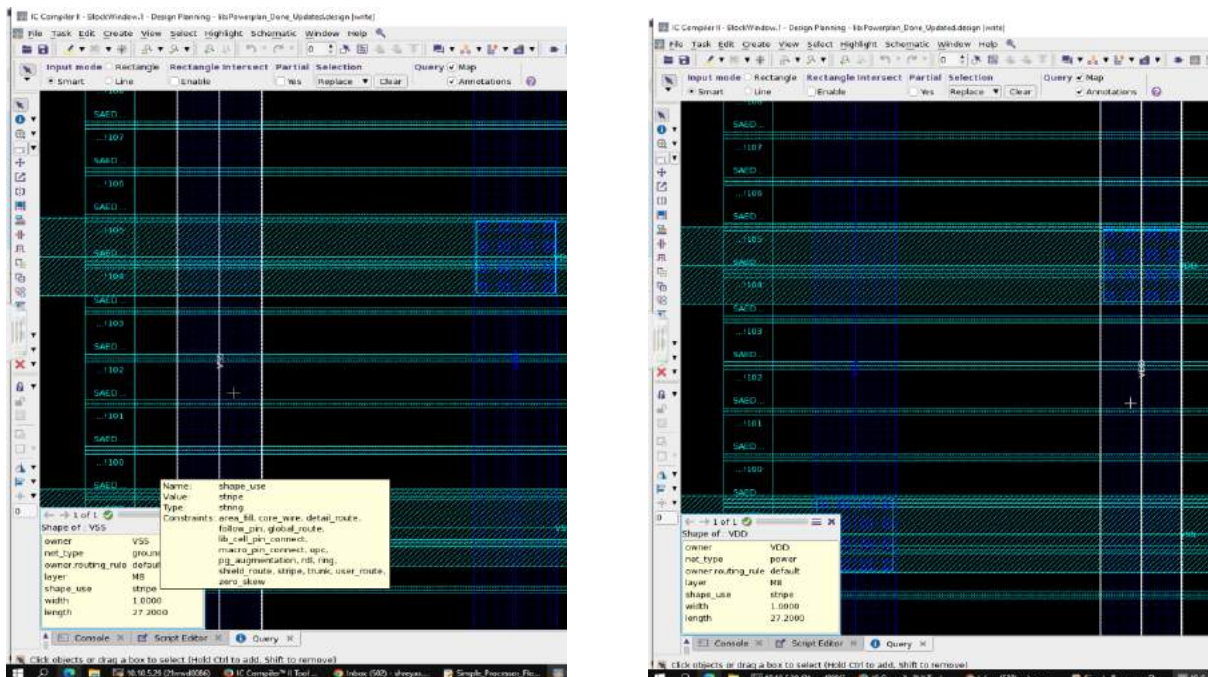 IC Compiler II - BlockWindow.1 - Design Planning - lib:Powerplan_Done_Updated.design [write]
File Task Edit Create View Select Highlight Schematic Window Help
Input mode Rectangle Rectangle Intersect Partial Selection Query Map
Smart Line Enable Yes Replace Clear Annotations
SAED...
...!107
SAED...
...!106
SAED...
...!105
SAED...
...!104
SAED...
...!103
SAED...
...!102
SAED...
...!101
SAED...
...!100
SAED...
VSS
Name: shape_use
Value: stripe
Type: string
Constraints: area_fill, core_wire, detail_route,
follow_pin, global_route,
lib_cell_pin_connect,
macro_pin_connect, opc,
pg_augmentation, rdl, ring,
shield_route, stripe, trunk, user_route,
zero_skew
0
1 of 1
Shape of : VSS
owner VSS
net_type ground
owner.routing_rule default
layer M8
shape_use stripe
width 1.0000
length 27.2000
Console Script Editor Query
Click objects or drag a box to select (Hold Ctrl to add, Shift to remove)
IC Compiler™ II Tool ...
IC Compiler II - BlockWindow.1 - Design Planning - lib:Powerplan_Done_Updated.design [write]
File Task Edit Create View Select Highlight Schematic Window Help
Input mode Rectangle Rectangle Intersect Partial Selection Query Map
Smart Line Enable Yes Replace Clear Annotations
SAED...
...!107
SAED...
...!106
SAED...
...!105
SAED...
...!104
SAED...
...!103
SAED...
...!102
SAED...
...!101
SAED...
...!100
SAED...
VDD
0
1 of 1
Shape of : VDD
owner VDD
net_type power
owner.routing_rule default
layer M8
shape_use stripe
width 1.0000
length 27.2000
Console Script Editor Query
Click objects or drag a box to select (Hold Ctrl to add, Shift to remove)